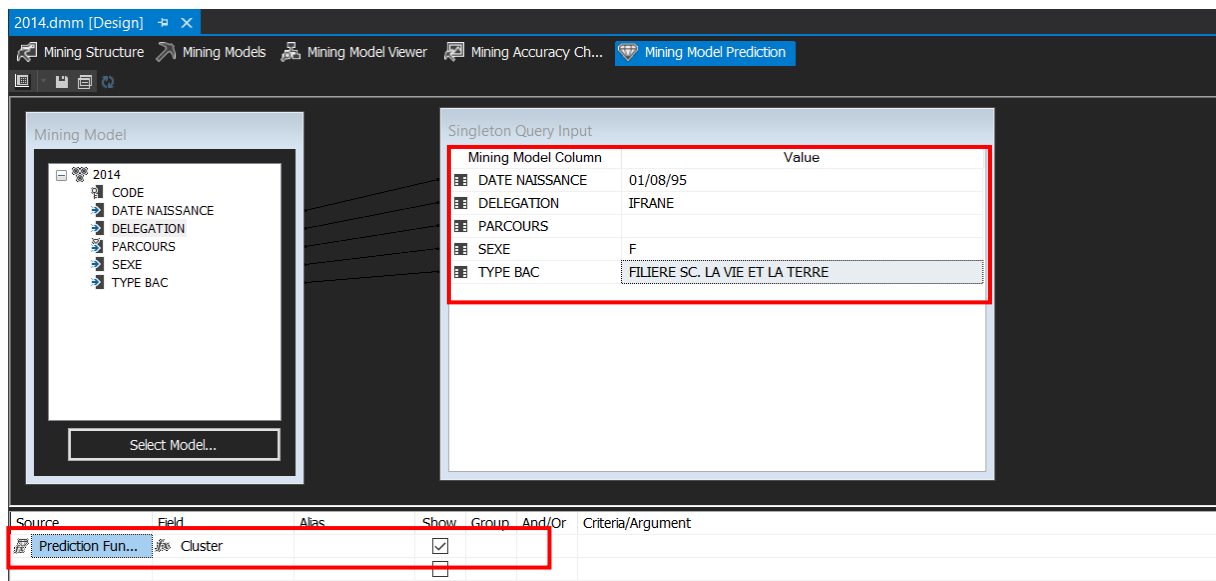 2014.dmm [Design]
Mining Structure Mining Models Mining Model Viewer Mining Accuracy Ch... Mining Model Prediction
Mining Model
2014
CODE
DATE NAISSANCE
DELEGATION
PARCOURS
SEXE
TYPE BAC
Select Model...
Singleton Query Input
Mining Model Column Value
DATE NAISSANCE 01/08/95
DELEGATION IFRANE
PARCOURS
SEXE F
TYPE BAC FILIERE SC. LA VIE ET LA TERRE
Source Field Alias Show Group And/Or Criteria/Argument
Prediction Fun... Cluster